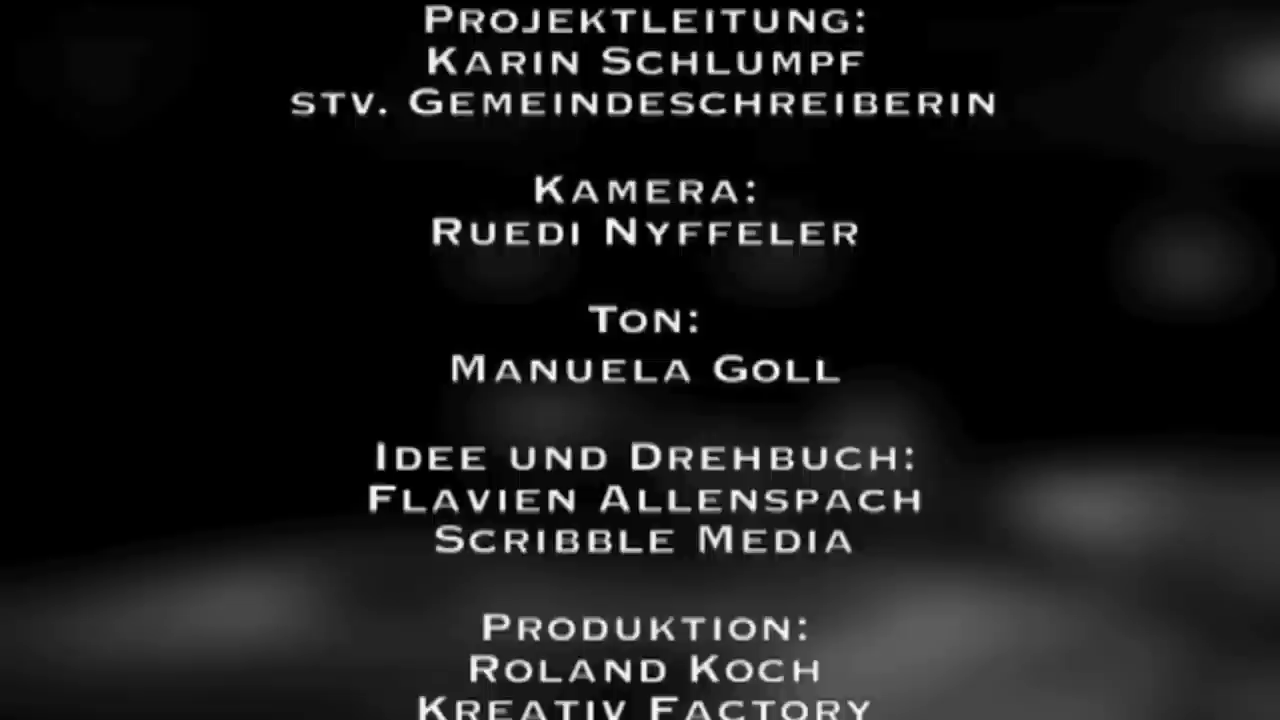 PROJEKTLEITUNG:
KARIN SCHLUMPF
STV. GEMEINDESCHREIBERIN
KAMERA:
RUEDI NYFFELER
TON:
MANUELA GOLL
IDEE UND DREHBUCH:
FLAVIEN ALLENSPACH
SCRIBBLE MEDIA
PRODUKTION:
ROLAND KOCH
KREATIV FACTORY